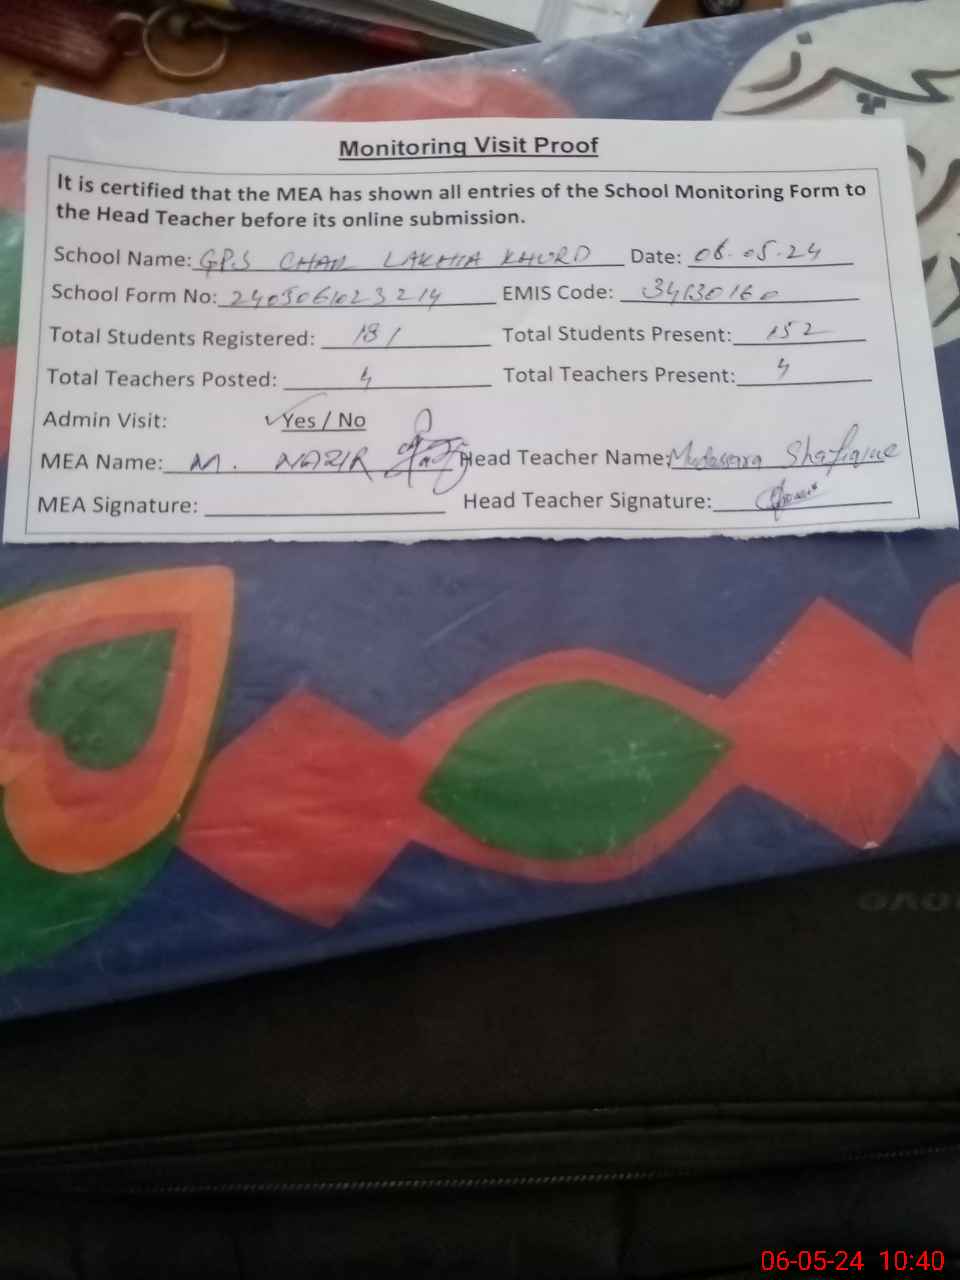 Monitoring Visit Proof
It is certified that the MEA has shown all entries of the School Monitoring Form to
the Head Teacher before its online submission.
School Name: GPS CHAK LAKHIA KHURD Date: 06.05.24
School Form No: EMIS Code: 34130160
Total Students Registered: 181 Total Students Present: 152
Total Teachers Posted: 4 Total Teachers Present: 4
Admin Visit: Yes / No
MEA Name: M. NAZIR Head Teacher Name: Shafique
MEA Signature: Head Teacher Signature:
06-05-24 10:40